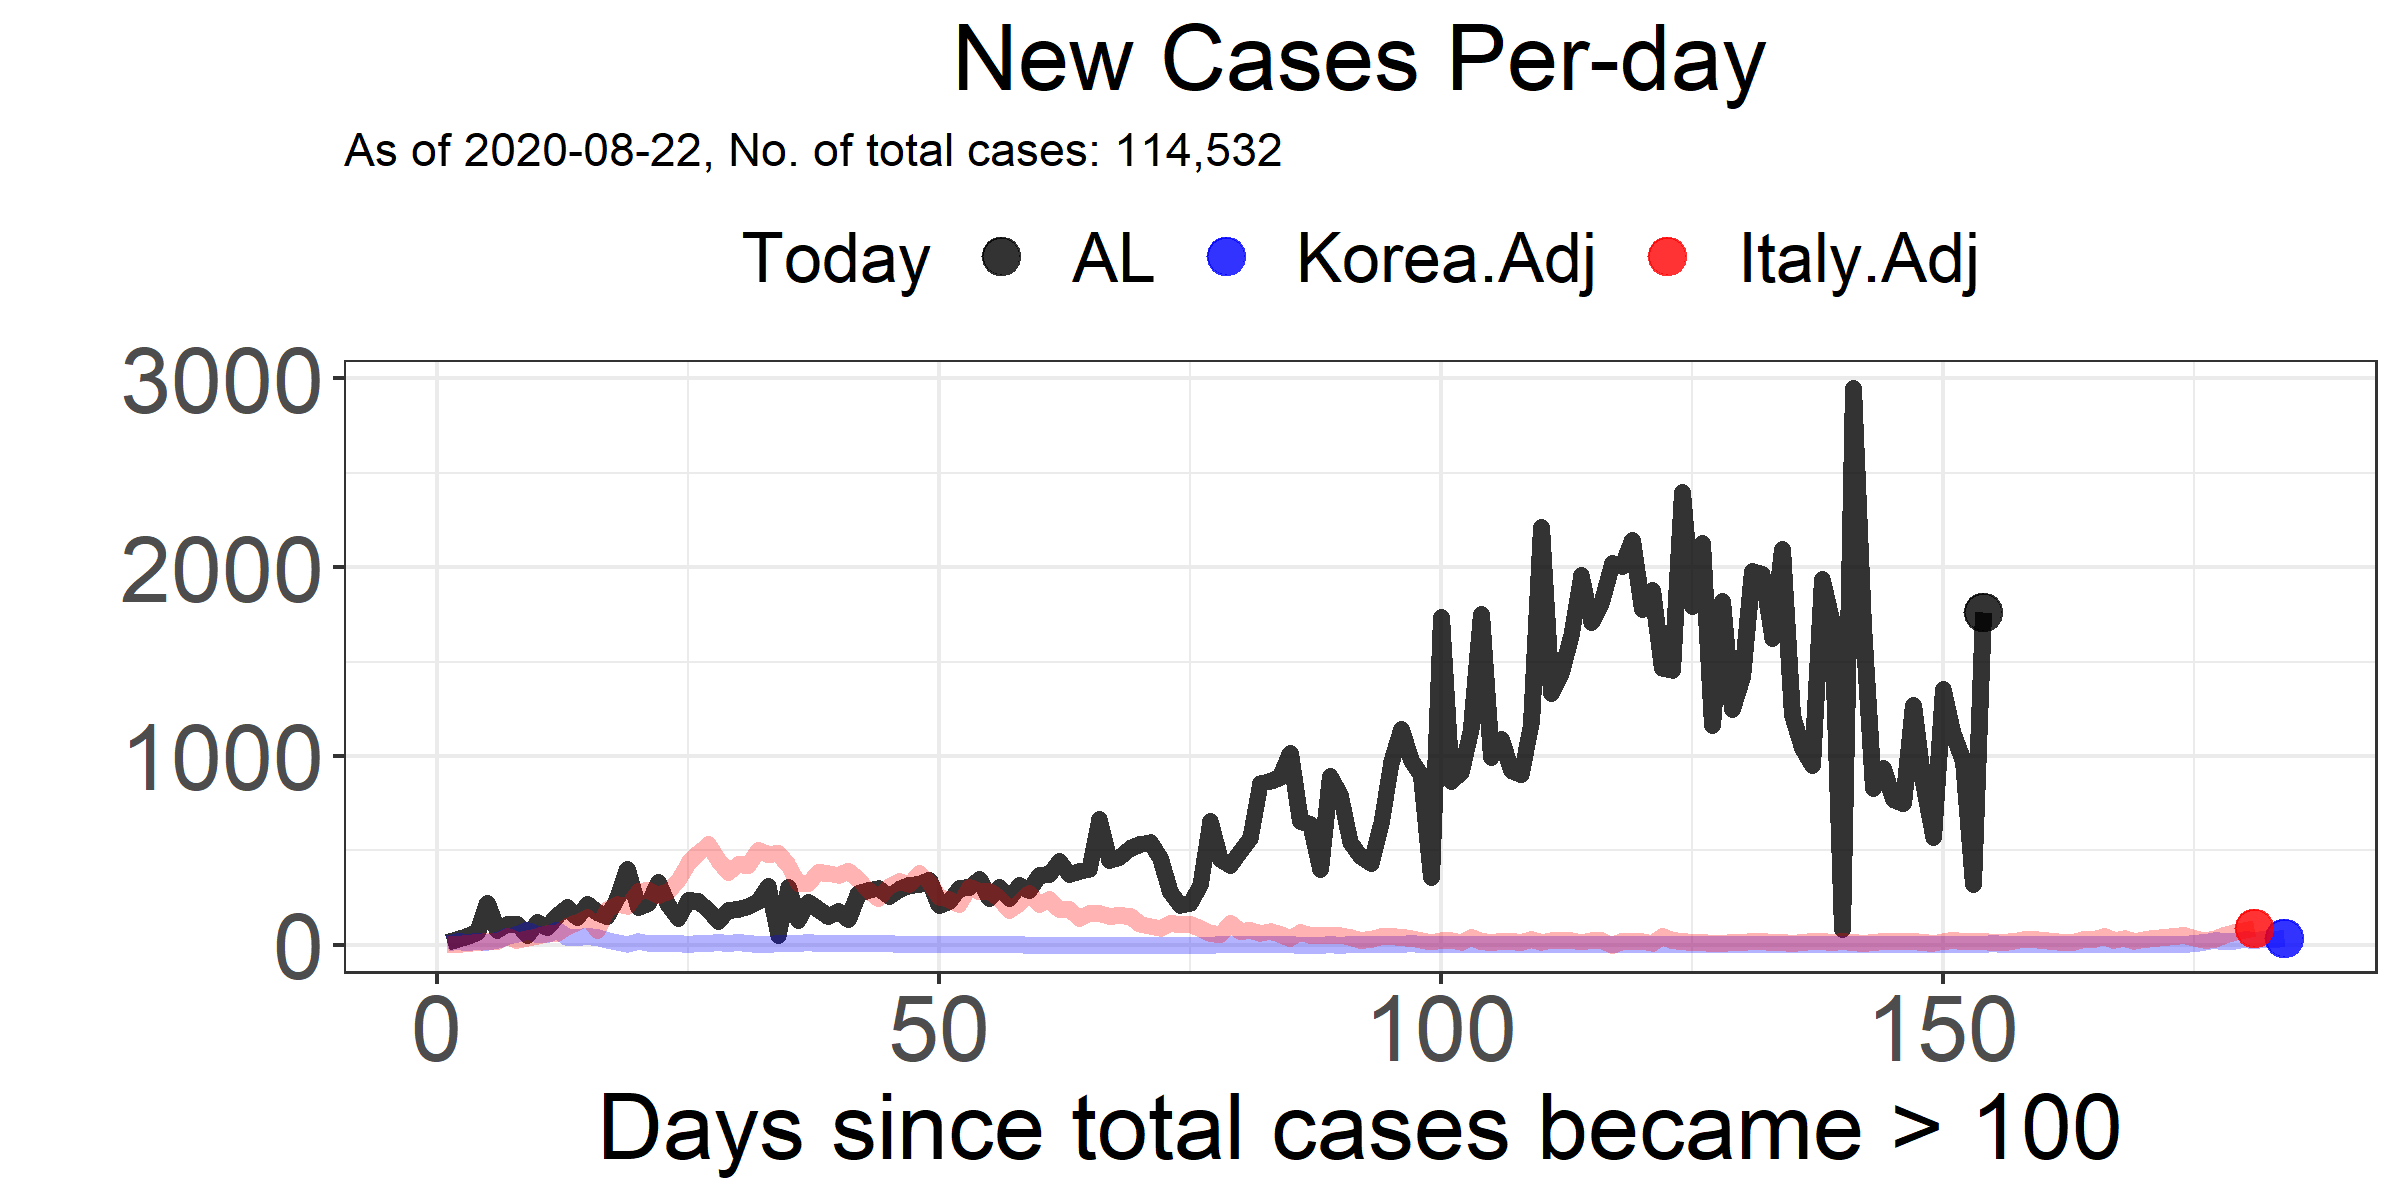 New Cases Per-day
As of 2020-08-22, No. of total cases: 114,532
Today AL Korea.Adj Italy.Adj
3000
2000
1000
0
0 50 100 150
Days since total cases became > 100